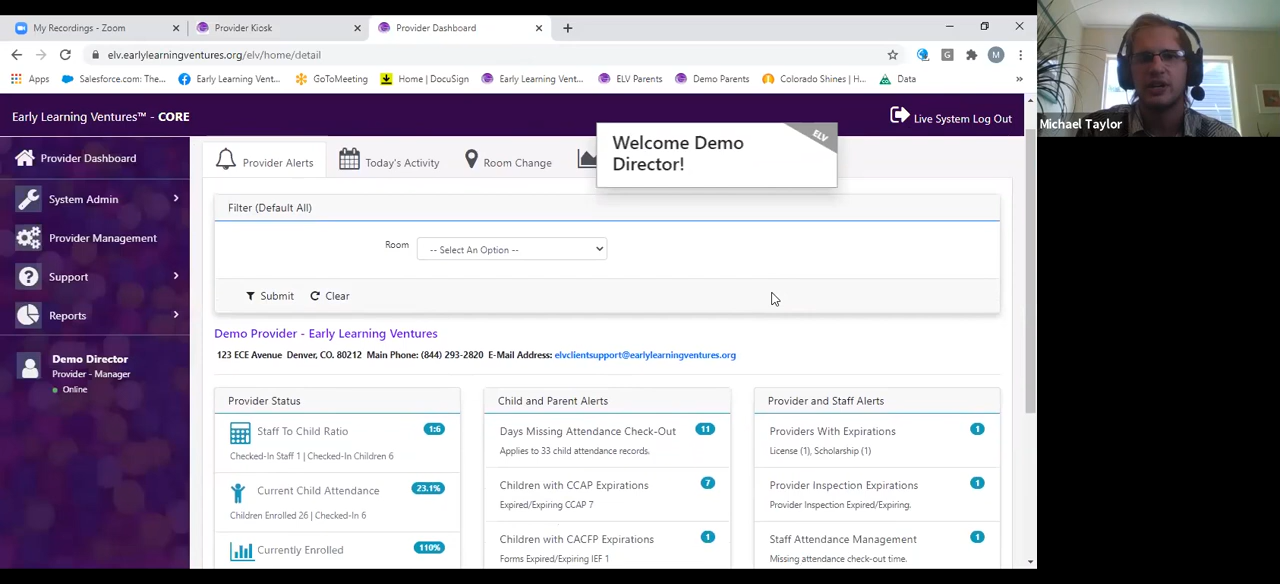 My Recordings - Zoom
Provider Kiosk
Provider Dashboard
elv.earlylearningventures.org/elv/home/detail
M
Apps
Salesforce.com: The...
Early Learning Vent...
GoToMeeting
Home | DocuSign
Early Learning Vent...
ELV Parents
Demo Parents
Colorado Shines | H...
Data
»
Early Learning Ventures™ - CORE
Live System Log Out
Michael Taylor
Provider Dashboard
System Admin
Provider Management
Support
Reports
Demo Director
Provider - Manager
Online
Provider Alerts
Today's Activity
Room Change
Welcome Demo
Director!
ELV
Filter (Default All)
Room
-- Select An Option --
Submit
Clear
Demo Provider - Early Learning Ventures
123 ECE Avenue Denver, CO. 80212 Main Phone: (844) 293-2820 E-Mail Address: elvclientsupport@earlylearningventures.org
Provider Status
Staff To Child Ratio 1:6
Checked-In Staff 1 | Checked-In Children 6
Current Child Attendance 23.1%
Children Enrolled 26 | Checked-In 6
Currently Enrolled 110%
Child and Parent Alerts
Days Missing Attendance Check-Out 11
Applies to 33 child attendance records.
Children with CCAP Expirations 7
Expired/Expiring CCAP 7
Children with CACFP Expirations 1
Forms Expired/Expiring IEF 1
Provider and Staff Alerts
Providers With Expirations 1
License (1), Scholarship (1)
Provider Inspection Expirations 1
Provider Inspection Expired/Expiring.
Staff Attendance Management 1
Missing attendance check-out time.